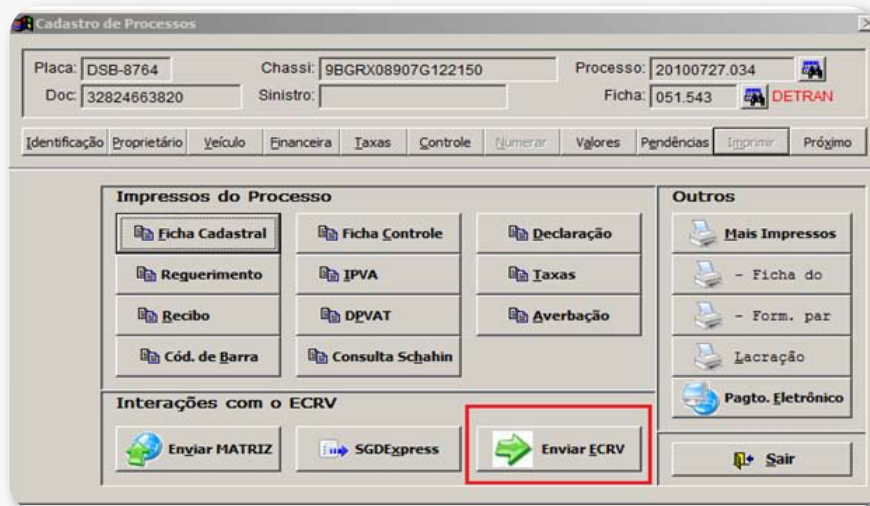 Cadastro de Processos
Placa: DSB-8764 Chassi: 9BGRX08907G122150 Processo: 20100727.034
Doc: 32824663820 Sinistro: Ficha: 051.543 DETRAN
Identificação Proprietário Veículo Financeira Taxas Controle Numerar Valores Pendências Imprimir Próximo
Impressos do Processo Outros
Ficha Cadastral Ficha Controle Declaração Mais Impressos
Requerimento IPVA Taxas - Ficha do
Recibo DPVAT Averbação - Form. par
Cód. de Barra Consulta Schahin Lacração
Interações com o ECRV Pagto. Eletrônico
Enviar MATRIZ SGDExpress Enviar ECRV Sair